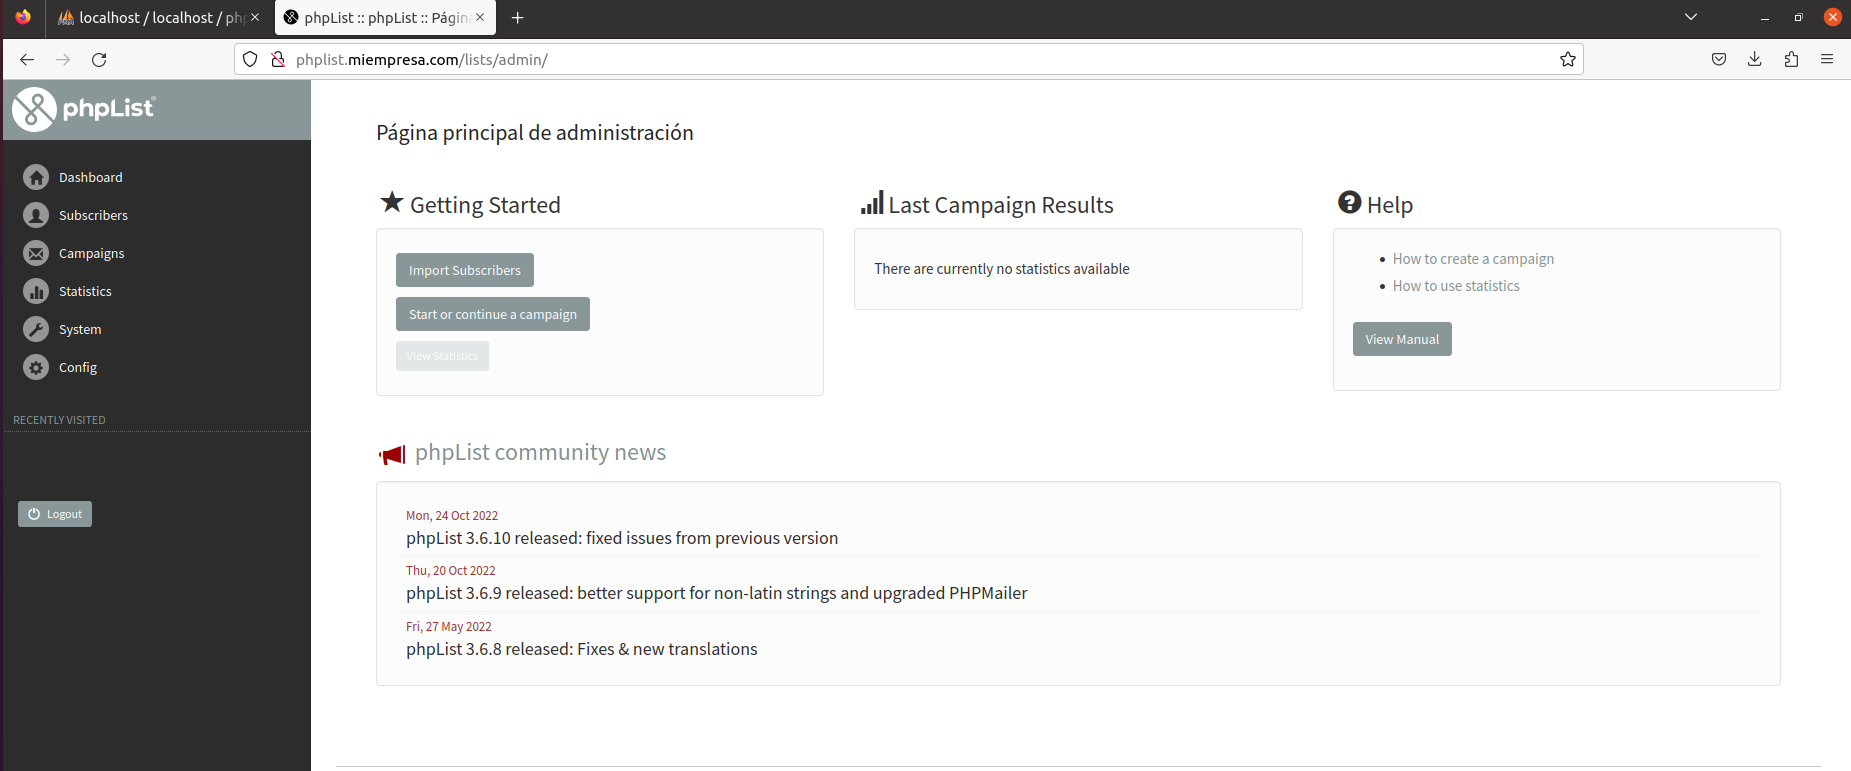 localhost / localhost / php
phpList :: phpList :: Página
phplist.miempresa.com/lists/admin/
phpList
Dashboard
Subscribers
Campaigns
Statistics
System
Config
RECENTLY VISITED
Logout
Página principal de administración
Getting Started
Import Subscribers
Start or continue a campaign
View Statistics
Last Campaign Results
There are currently no statistics available
Help
How to create a campaign
How to use statistics
View Manual
phpList community news
Mon, 24 Oct 2022
phpList 3.6.10 released: fixed issues from previous version
Thu, 20 Oct 2022
phpList 3.6.9 released: better support for non-latin strings and upgraded PHPMailer
Fri, 27 May 2022
phpList 3.6.8 released: Fixes & new translations